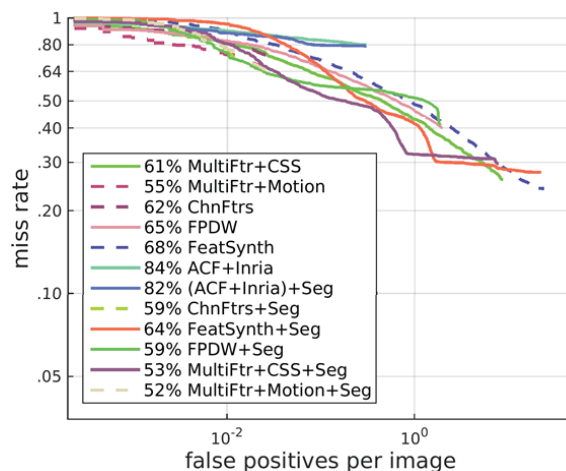 1
.80
.64
.50
.40
.30
.20
.10
.05
miss rate
61% MultiFtr+CSS
55% MultiFtr+Motion
62% ChnFtrs
65% FPDW
68% FeatSynth
84% ACF+Inria
82% (ACF+Inria)+Seg
59% ChnFtrs+Seg
64% FeatSynth+Seg
59% FPDW+Seg
53% MultiFtr+CSS+Seg
52% MultiFtr+Motion+Seg
10⁻² 10⁰
false positives per image